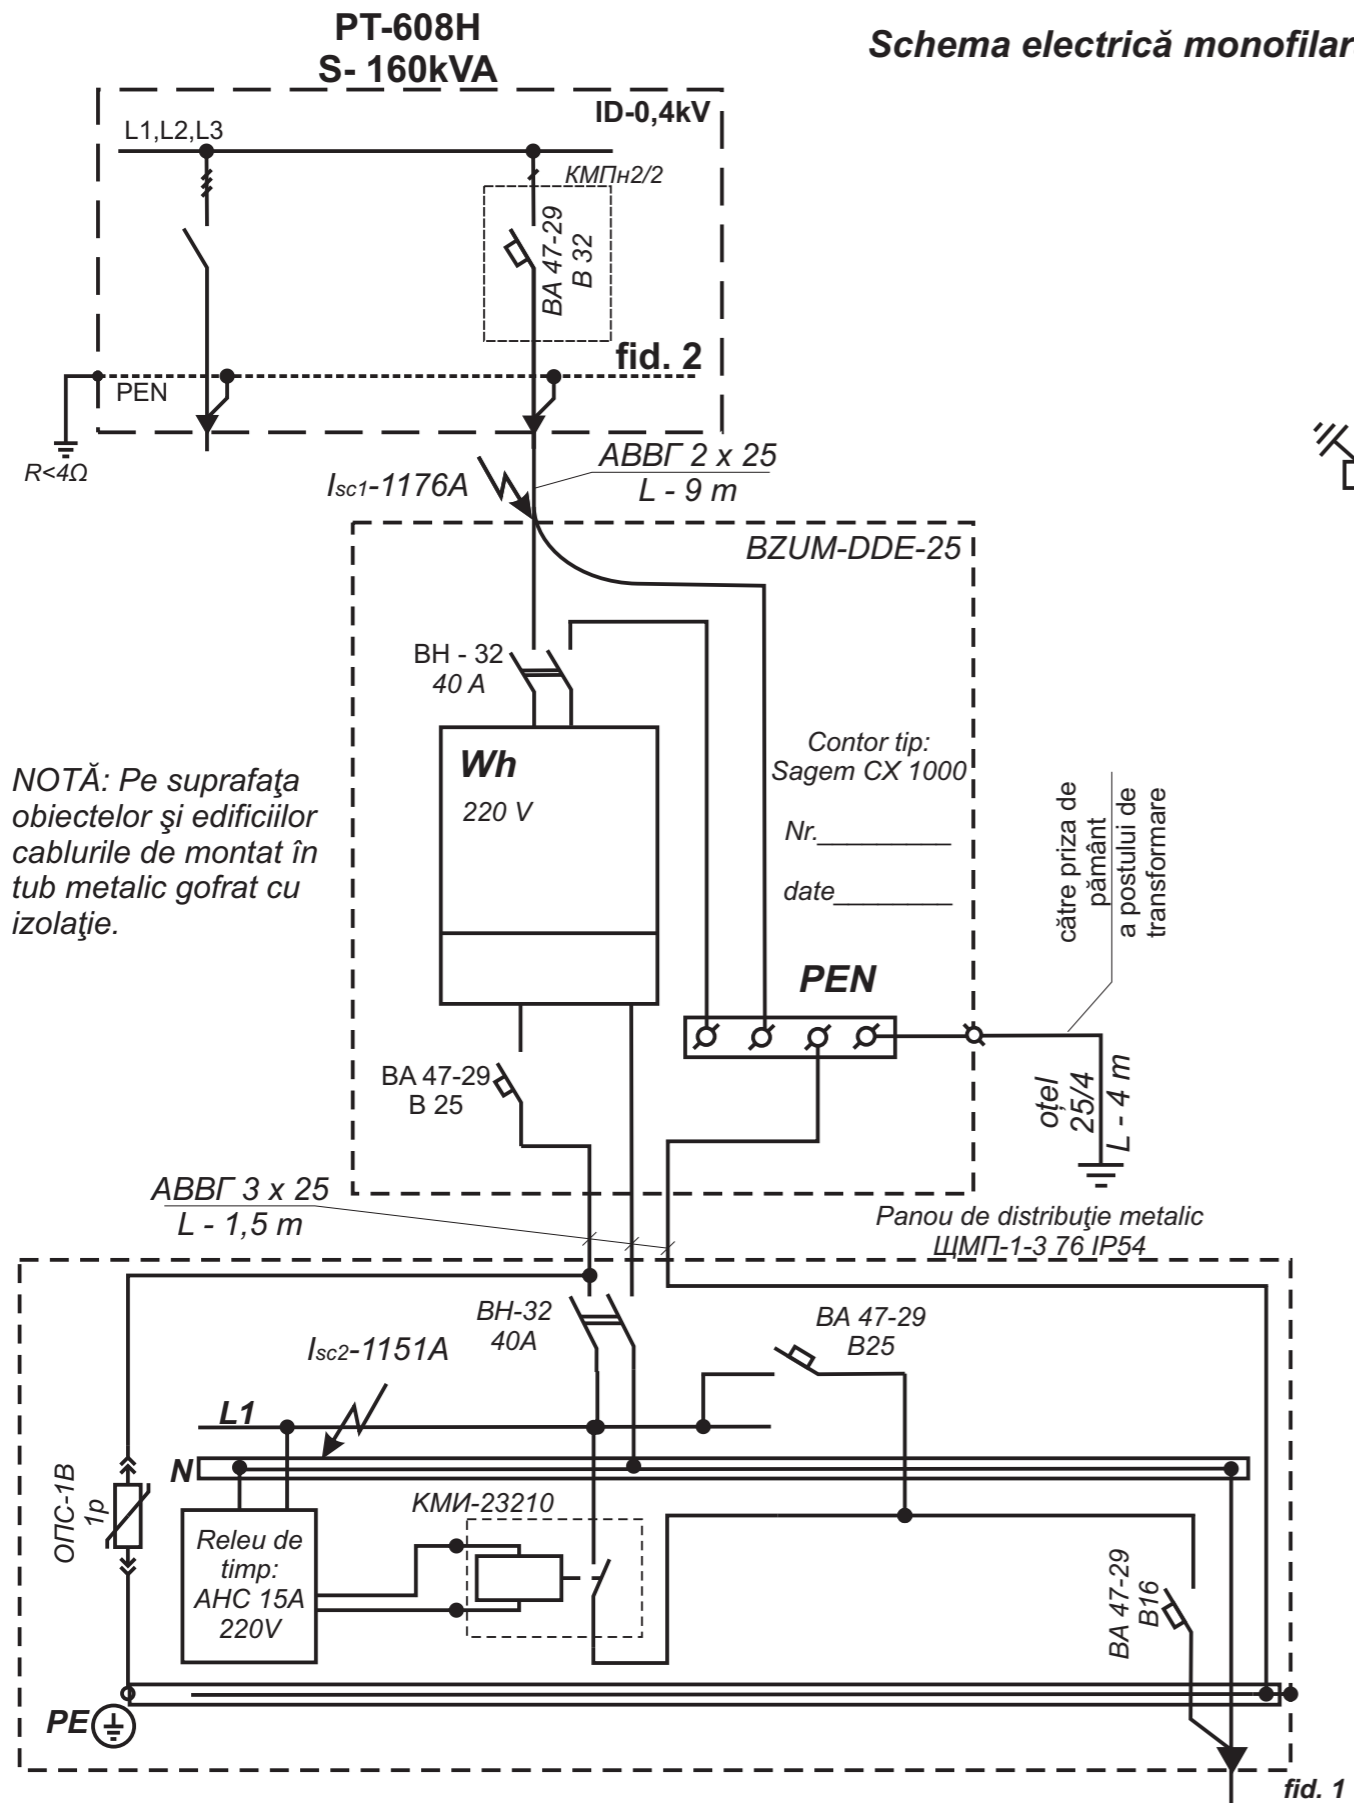 PT-608H
S- 160kVA
Schema electrică monofilar
ID-0,4kV
L1,L2,L3
КМПн2/2
ВА 47-29
В 32
fid. 2
PEN
R<4Ω
Isc1-1176A
АВВГ 2 x 25
L - 9 m
BZUM-DDE-25
ВН - 32
40 A
Wh
220 V
Contor tip:
Sagem CX 1000
Nr.__________
date_________
NOTĂ: Pe suprafaţa
obiectelor şi edificiilor
cablurile de montat în
tub metalic gofrat cu
izolaţie.
către priza de
pământ
a postului de
transformare
PEN
ВА 47-29
В 25
oțel
25/4
L - 4 m
АВВГ 3 x 25
L - 1,5 m
Panou de distribuţie metalic
ЩМП-1-3 76 IP54
ВН-32
40A
ВА 47-29
В25
Isc2-1151A
L1
N
ОПС-1В
1р
КМИ-23210
Releu de
timp:
AHC 15A
220V
ВА 47-29
В16
PE
fid. 1